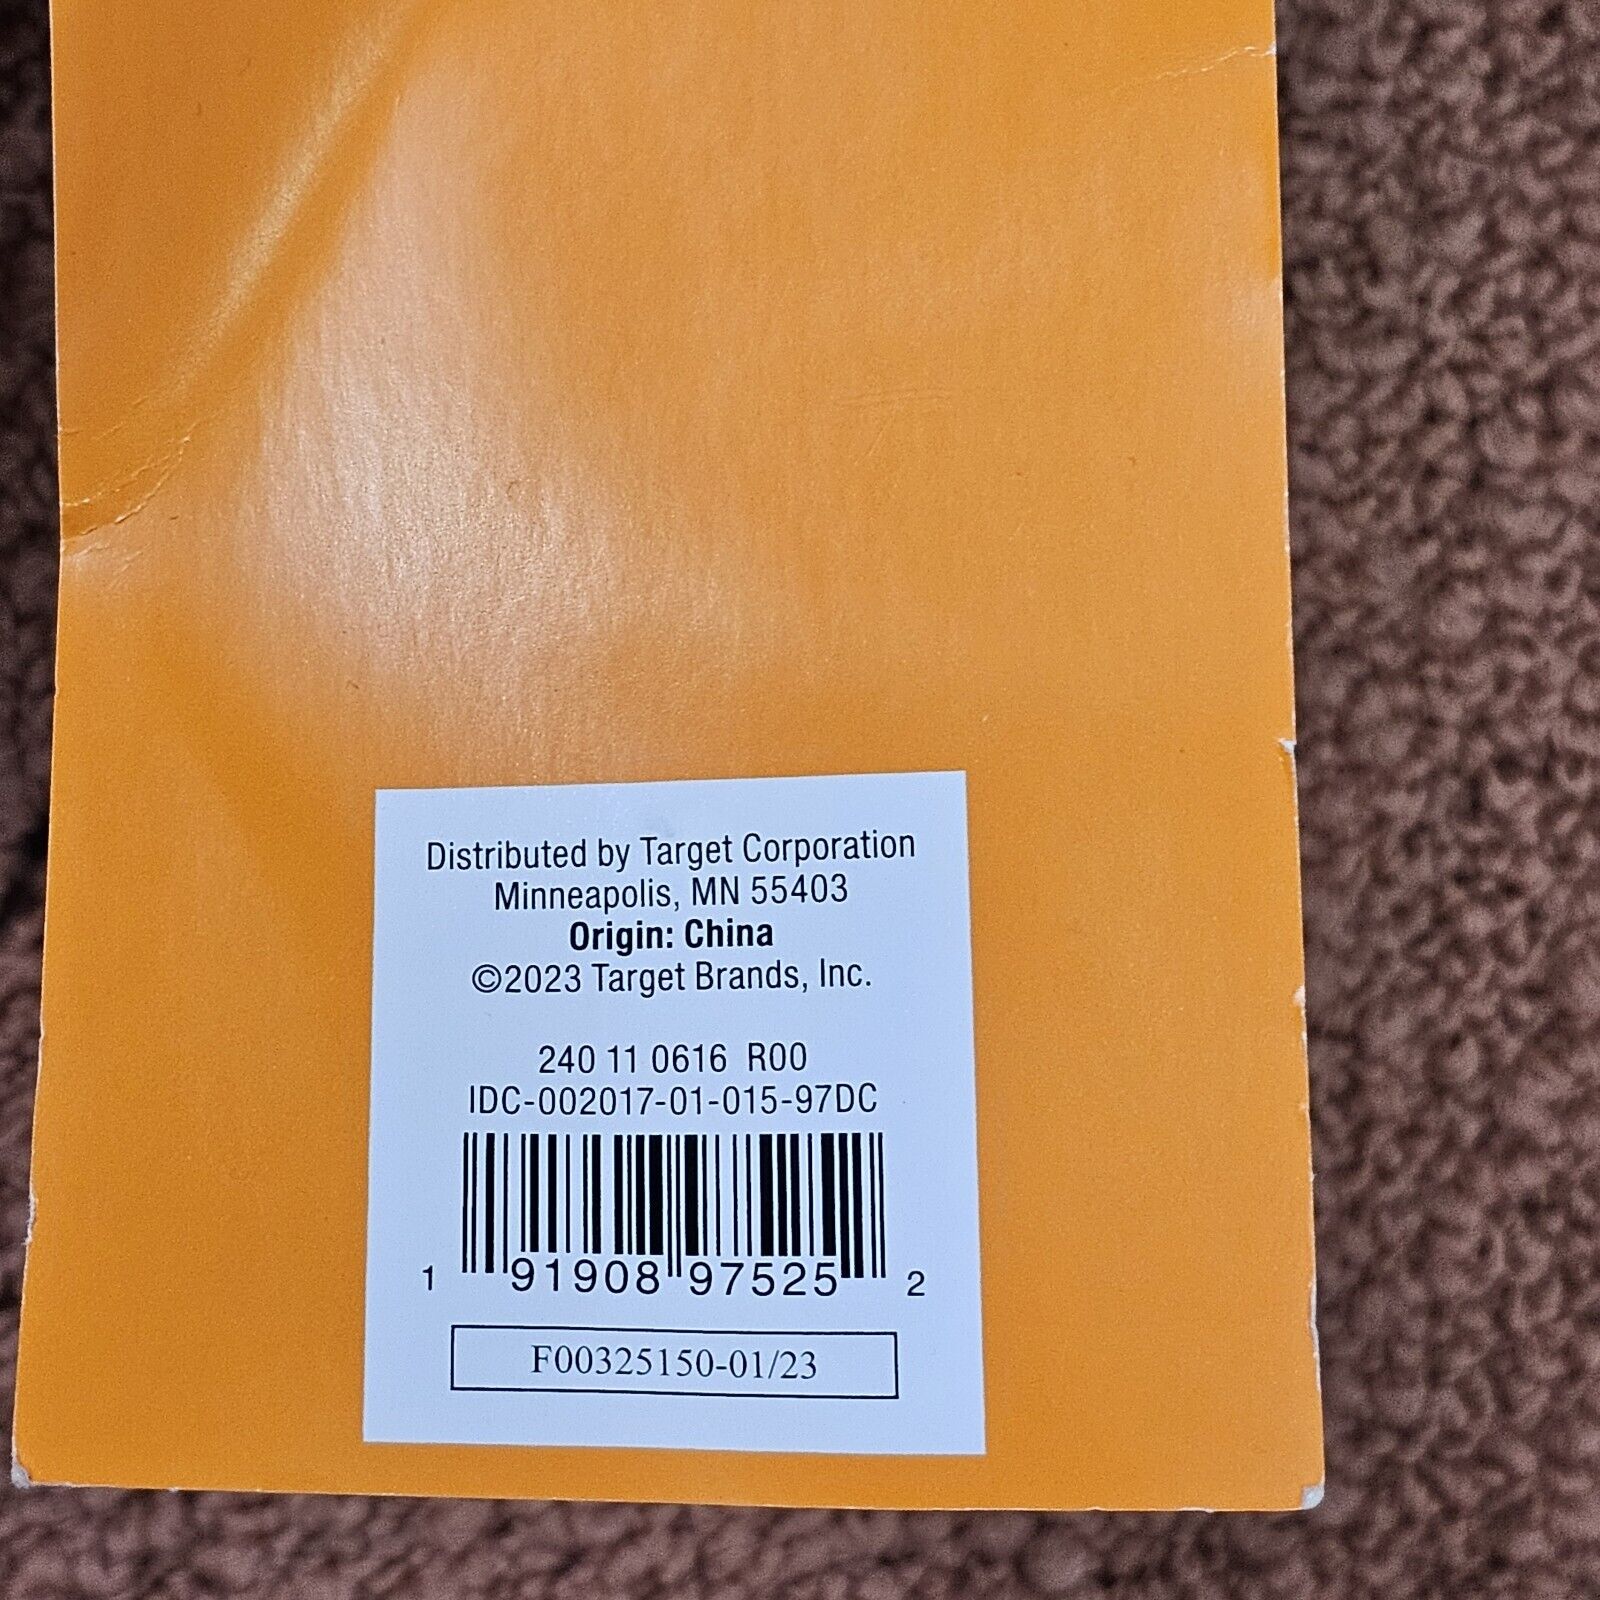 Distributed by Target Corporation
Minneapolis, MN 55403
Origin: China
©2023 Target Brands, Inc.
240 11 0616 R00
IDC-002017-01-015-97DC
1 91908 97525 2
F00325150-01/23